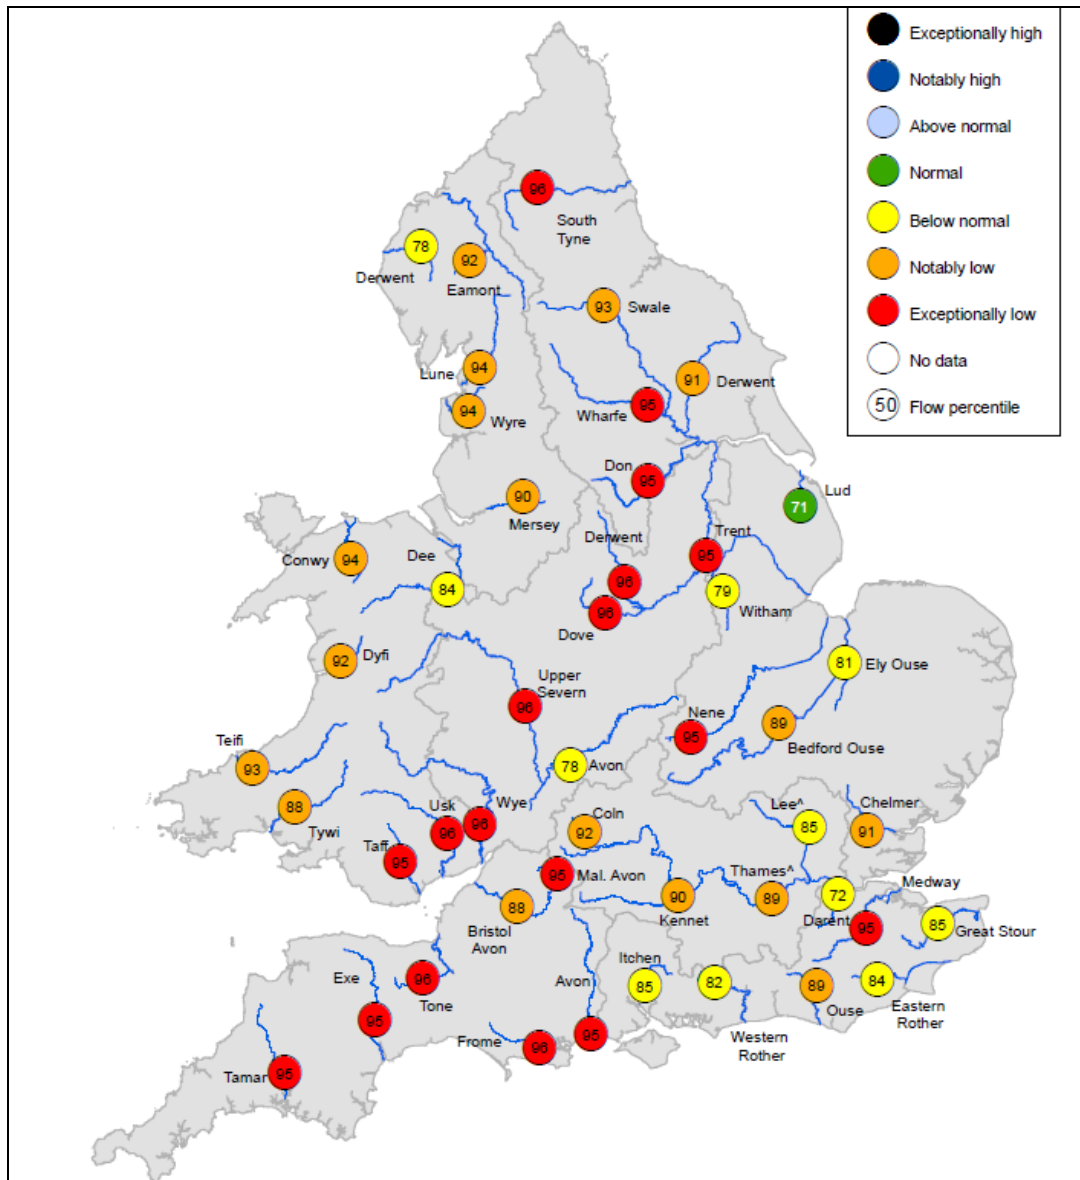 Exceptionally high
Notably high
Above normal
Normal
Below normal
Notably low
Exceptionally low
No data
50 Flow percentile
96
South
Tyne
78
Derwent
92
Eamont
93
Swale
94
Lune
91
Derwent
94
Wyre
95
Wharfe
Don
95
90
Mersey
Lud
71
Trent
95
Derwent
96
Conwy
94
Dee
84
79
Witham
96
Dove
92
Dyfi
81
Ely Ouse
Upper
Severn
96
Nene
95
89
Bedford Ouse
Teifi
93
78
Avon
88
Tywi
Usk
96
Wye
96
Taff
95
Coln
92
Lee^
85
Chelmer
91
95
Mal. Avon
88
Bristol
Avon
90
Kennet
Thames^
89
72
Darent
Medway
95
85
Great Stour
Exe
95
96
Tone
Avon
95
Itchen
85
82
Western
Rother
89
Ouse
84
Eastern
Rother
Frome
96
Tamar
95